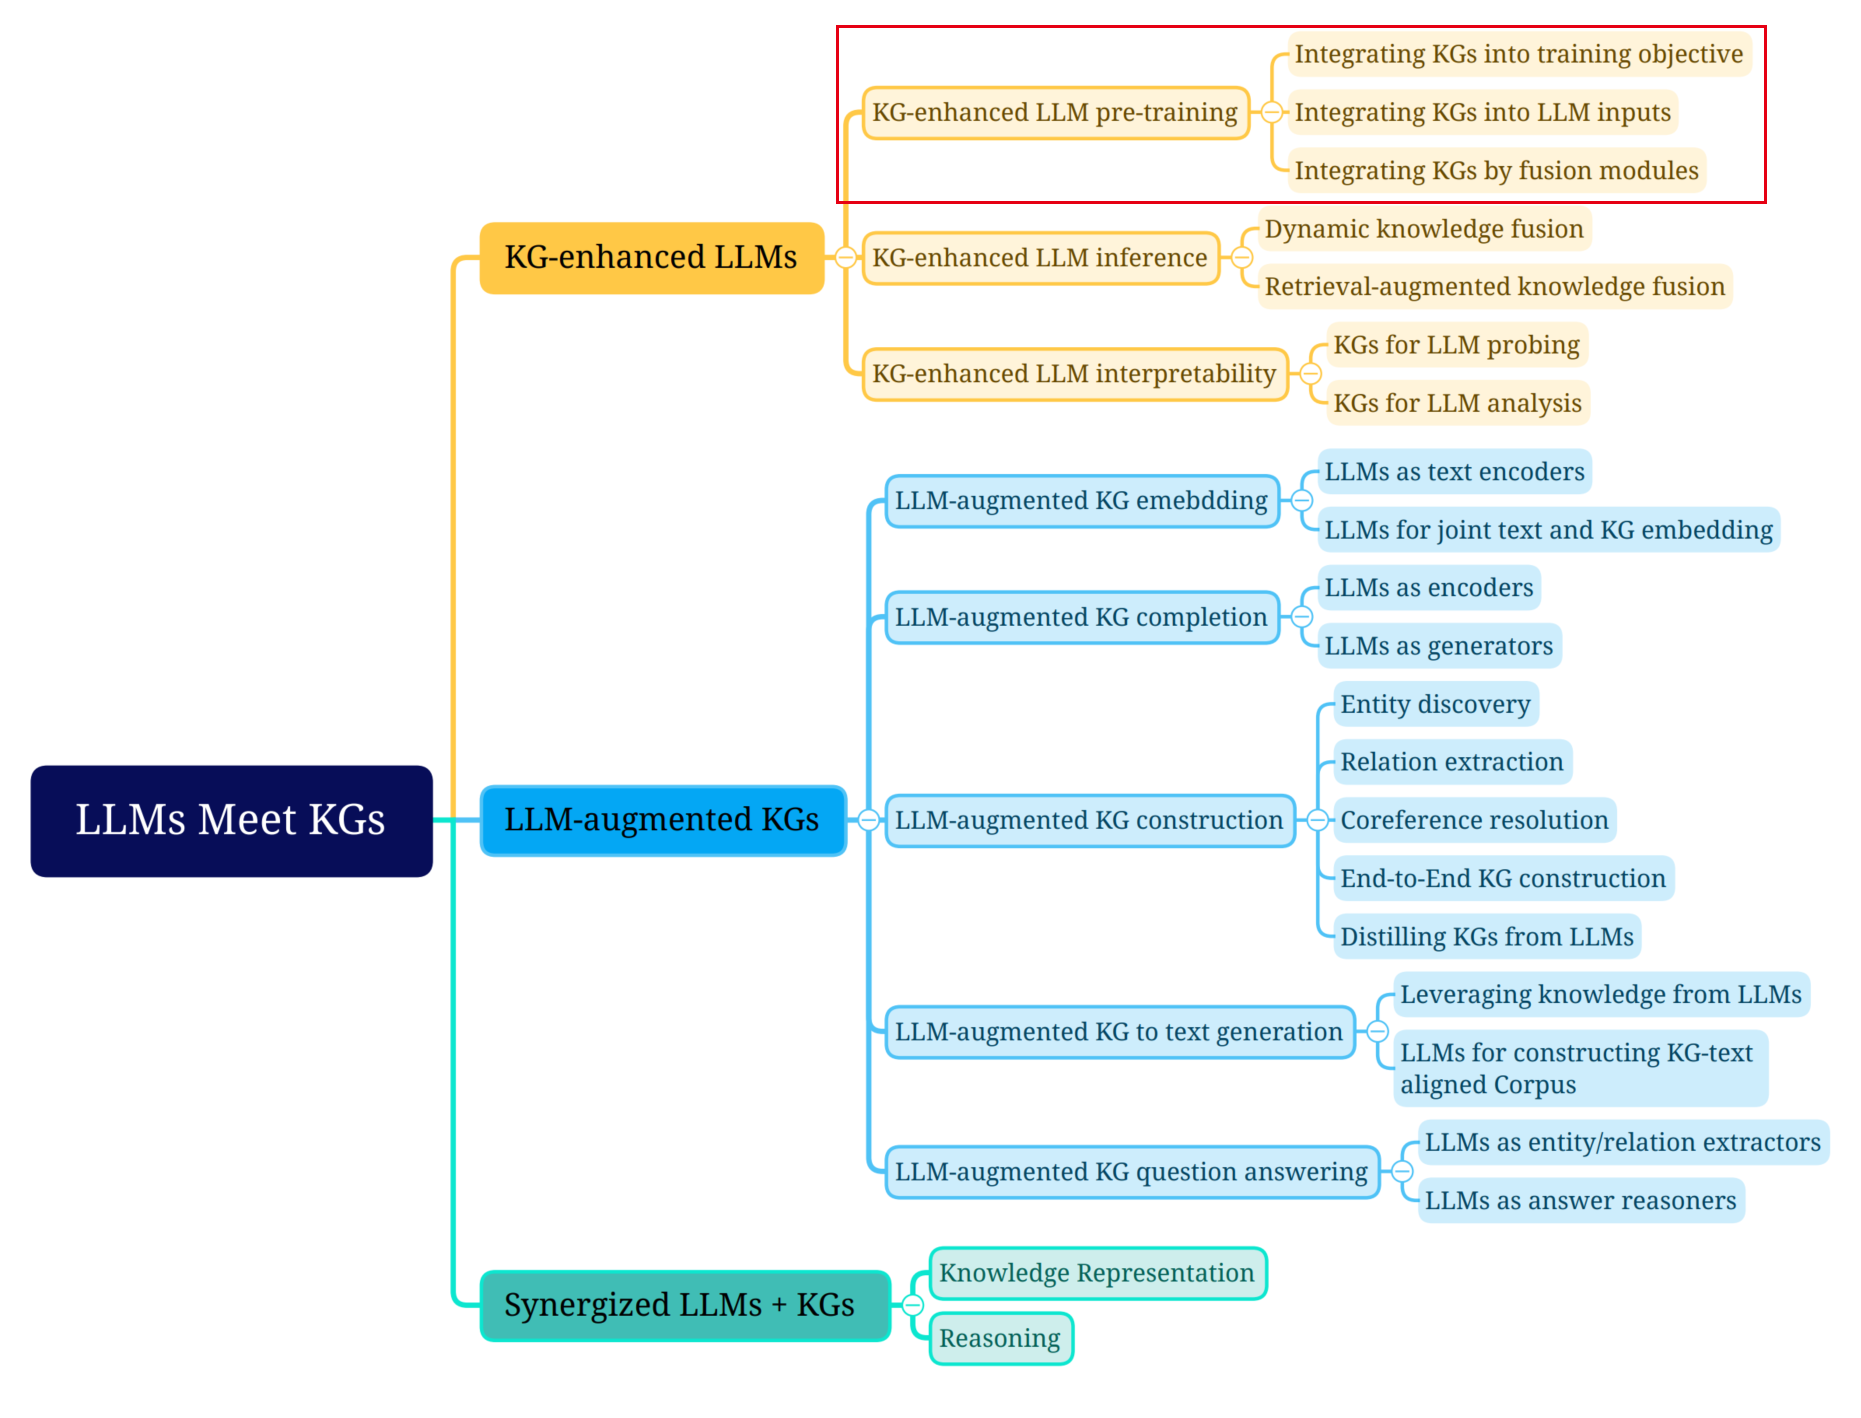 LLMs Meet KGs
KG-enhanced LLMs
KG-enhanced LLM pre-training
Integrating KGs into training objective
Integrating KGs into LLM inputs
Integrating KGs by fusion modules
KG-enhanced LLM inference
Dynamic knowledge fusion
Retrieval-augmented knowledge fusion
KG-enhanced LLM interpretability
KGs for LLM probing
KGs for LLM analysis
LLM-augmented KGs
LLM-augmented KG emebdding
LLMs as text encoders
LLMs for joint text and KG embedding
LLM-augmented KG completion
LLMs as encoders
LLMs as generators
LLM-augmented KG construction
Entity discovery
Relation extraction
Coreference resolution
End-to-End KG construction
Distilling KGs from LLMs
LLM-augmented KG to text generation
Leveraging knowledge from LLMs
LLMs for constructing KG-text
aligned Corpus
LLM-augmented KG question answering
LLMs as entity/relation extractors
LLMs as answer reasoners
Synergized LLMs + KGs
Knowledge Representation
Reasoning